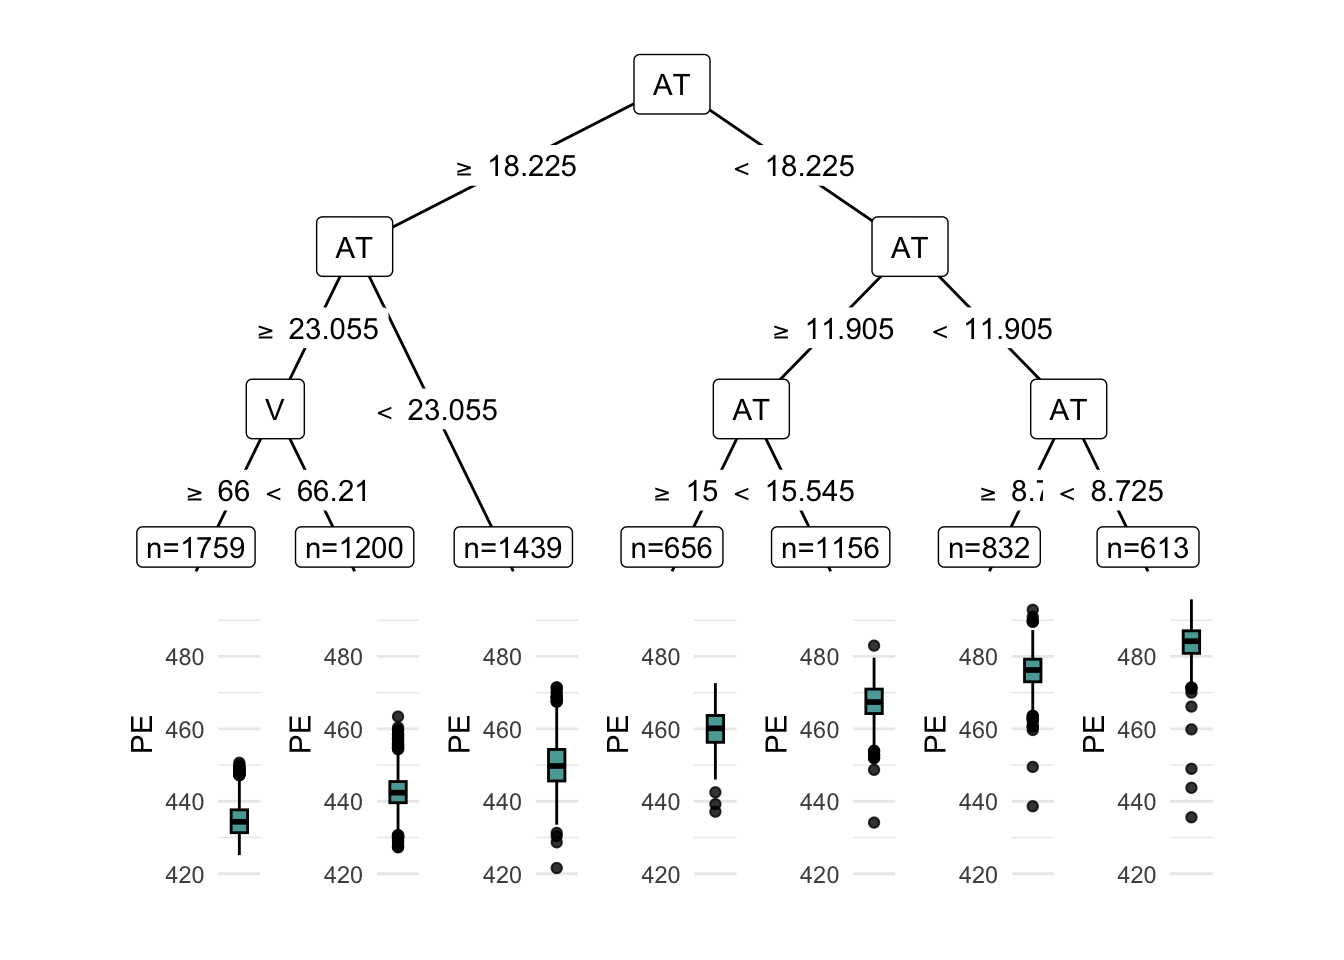 AT
≥ 18.225 < 18.225
AT AT
≥ 23.055 ≥ 11.905 < 11.905
V < 23.055 AT AT
≥ 66 < 66.21 ≥ 15 < 15.545 ≥ 8.7 < 8.725
n=1759 n=1200 n=1439 n=656 n=1156 n=832 n=613
480 480 480 480 480 480 480
460 460 460 460 460 460 460
PE PE PE PE PE PE PE
440 440 440 440 440 440 440
420 420 420 420 420 420 420